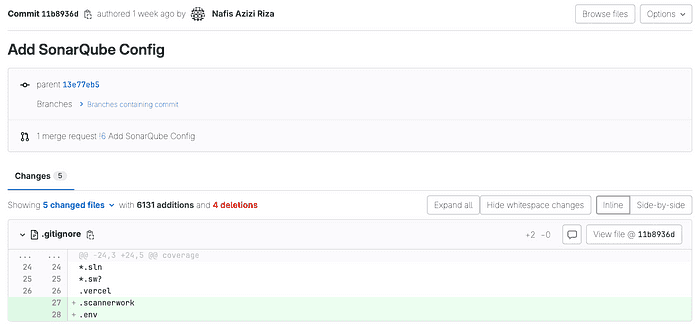 Commit 11b8936d authored 1 week ago by Nafis Azizi Riza Browse files Options
Add SonarQube Config
parent 13e77eb5
Branches > Branches containing commit
1 merge request !6 Add SonarQube Config
Changes 5
Showing 5 changed files with 6131 additions and 4 deletions Expand all Hide whitespace changes Inline Side-by-side
.gitignore +2 -0 View file @ 11b8936d
... ... @@ -24,3 +24,5 @@ coverage
24 24 *.sln
25 25 *.sw?
26 26 .vercel
27 + .scannerwork
28 + .env